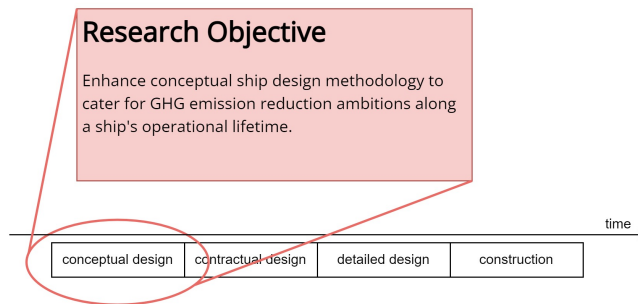 Research Objective
Enhance conceptual ship design methodology to
cater for GHG emission reduction ambitions along
a ship's operational lifetime.
time
conceptual design
contractual design
detailed design
construction